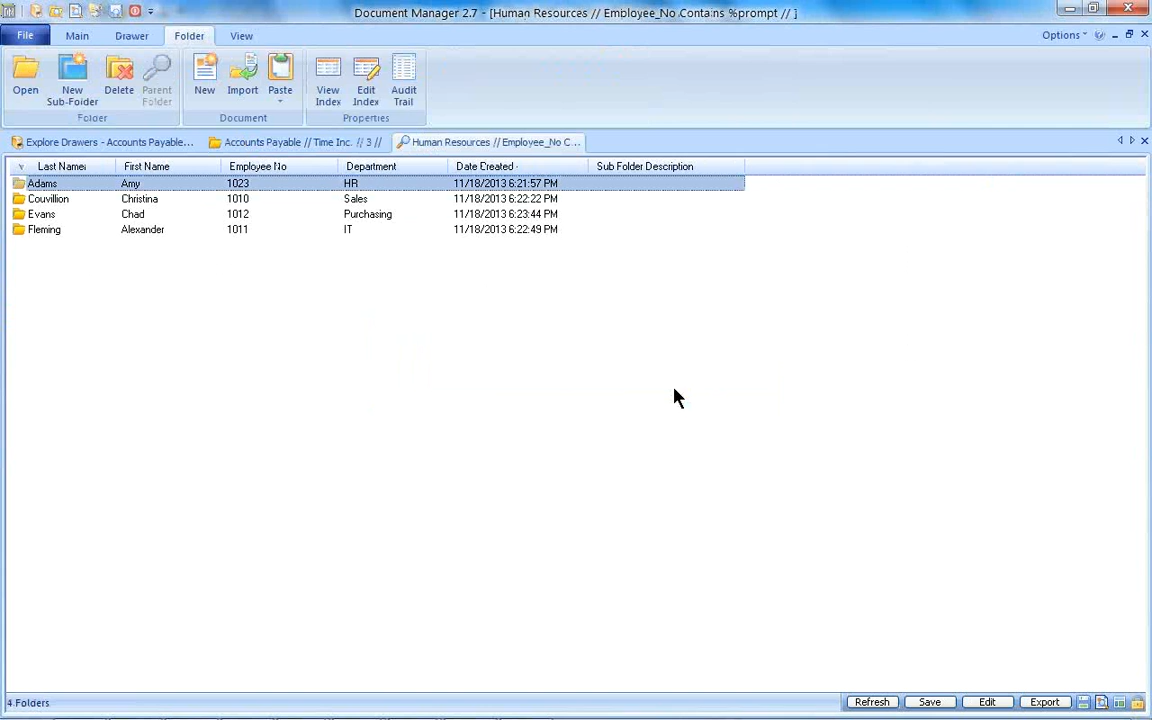 Document Manager 2.7 - [Human Resources // Employee_No Contains %prompt // ]
File Main Drawer Folder View Options
Open New Sub-Folder Delete Parent Folder New Import Paste View Index Edit Index Audit Trail
Folder Document Properties
Explore Drawers - Accounts Payable... Accounts Payable // Time Inc. // 3 // Human Resources // Employee_No C...
Last Name First Name Employee No Department Date Created Sub Folder Description
Adams Amy 1023 HR 11/18/2013 6:21:57 PM
Couvillion Christina 1010 Sales 11/18/2013 6:22:22 PM
Evans Chad 1012 Purchasing 11/18/2013 6:23:44 PM
Fleming Alexander 1011 IT 11/18/2013 6:22:49 PM
4 Folders Refresh Save Edit Export